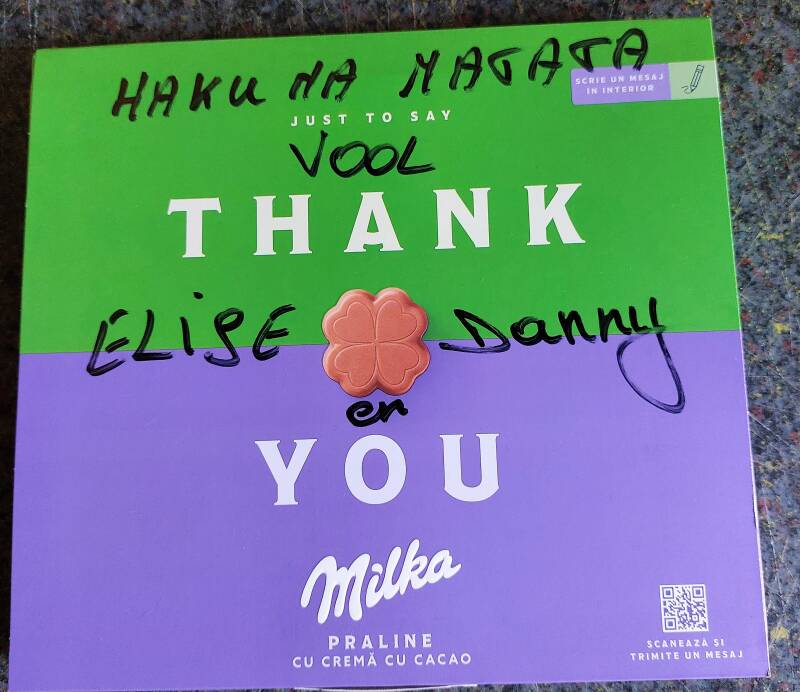 HAKUNA MATATA
SCRIE UN MESAJ
ÎN INTERIOR
JUST TO SAY
VOOL
THANK
ELISE Danny
en
YOU
Milka
PRALINE
CU CREMĂ CU CACAO
SCANEAZĂ ȘI
TRIMITE UN MESAJ